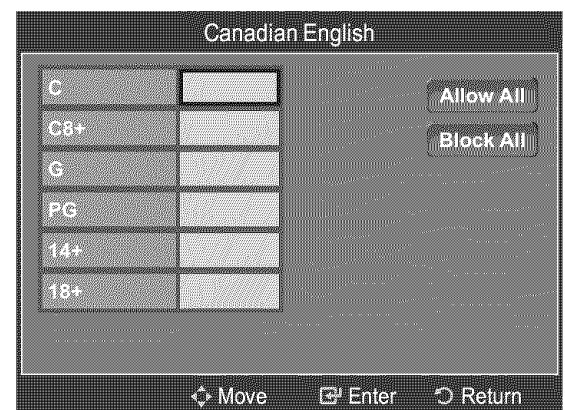 Canadian English
C
Allow All
C8+
Block All
G
PG
14+
18+
Move Enter Return